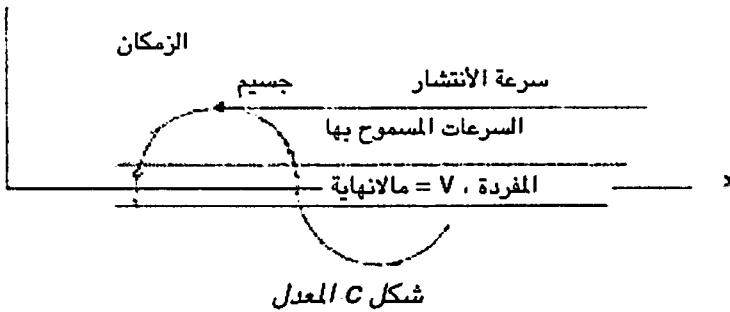 الزمكان
سرعة الأنتشار
جسيم
السرعات المسموح بها
المفردة ، V = مالانهاية
x
شكل C المعدل